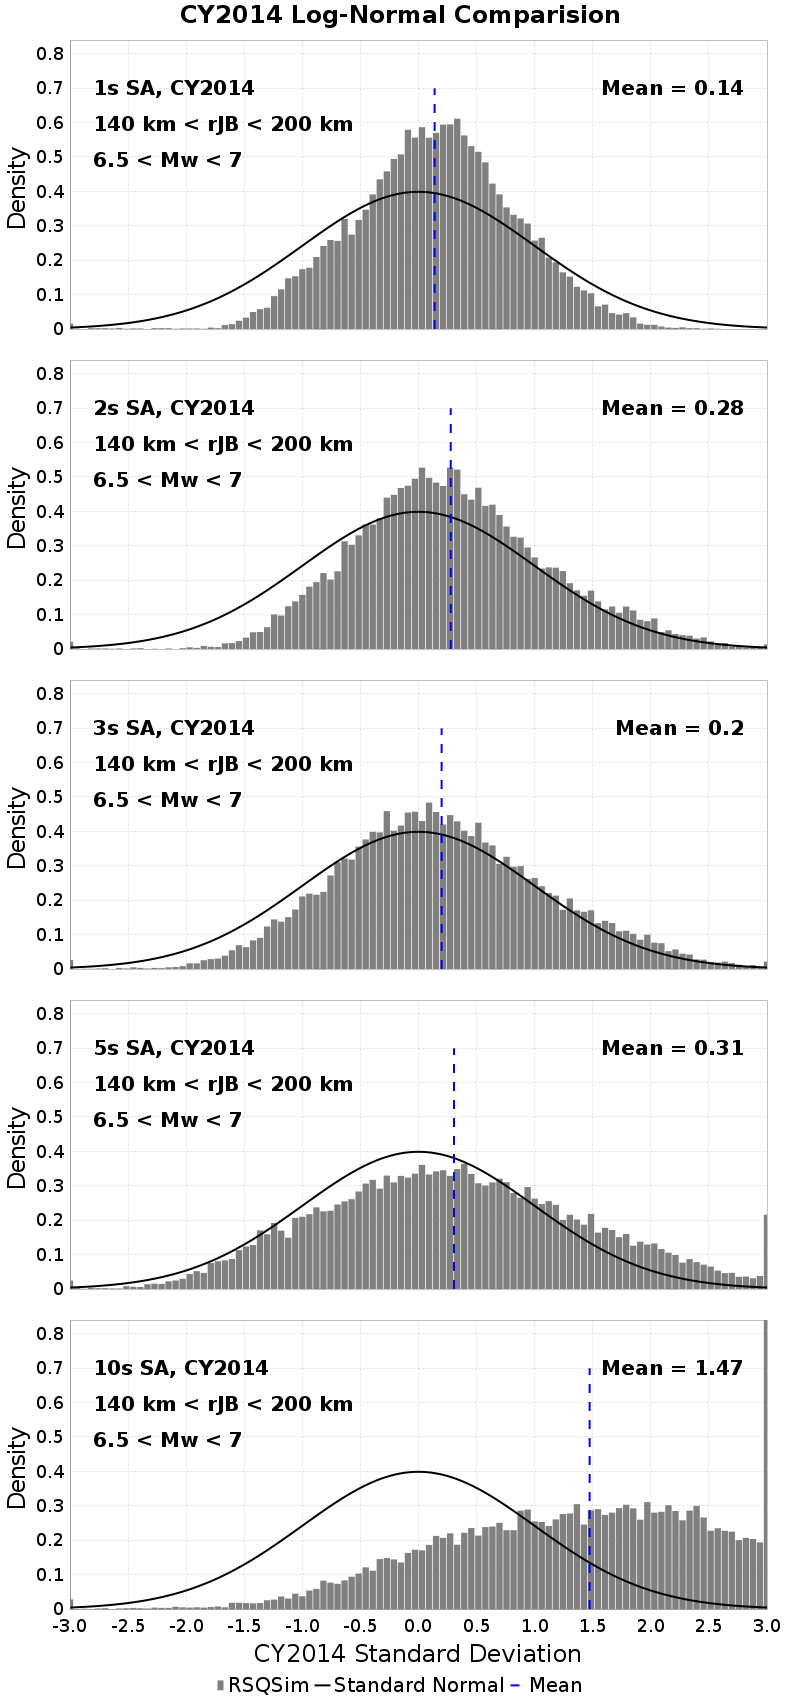 CY2014 Log-Normal Comparision
0.8
0.7
0.6
0.5
0.4
0.3
0.2
0.1
0
Density
1s SA, CY2014
140 km < rJB < 200 km
6.5 < Mw < 7
Mean = 0.14
0.8
0.7
0.6
0.5
0.4
0.3
0.2
0.1
0
Density
2s SA, CY2014
140 km < rJB < 200 km
6.5 < Mw < 7
Mean = 0.28
0.8
0.7
0.6
0.5
0.4
0.3
0.2
0.1
0
Density
3s SA, CY2014
140 km < rJB < 200 km
6.5 < Mw < 7
Mean = 0.2
0.8
0.7
0.6
0.5
0.4
0.3
0.2
0.1
0
Density
5s SA, CY2014
140 km < rJB < 200 km
6.5 < Mw < 7
Mean = 0.31
0.8
0.7
0.6
0.5
0.4
0.3
0.2
0.1
0
Density
10s SA, CY2014
140 km < rJB < 200 km
6.5 < Mw < 7
Mean = 1.47
-3.0 -2.5 -2.0 -1.5 -1.0 -0.5 0.0 0.5 1.0 1.5 2.0 2.5 3.0
CY2014 Standard Deviation
RSQSim Standard Normal Mean